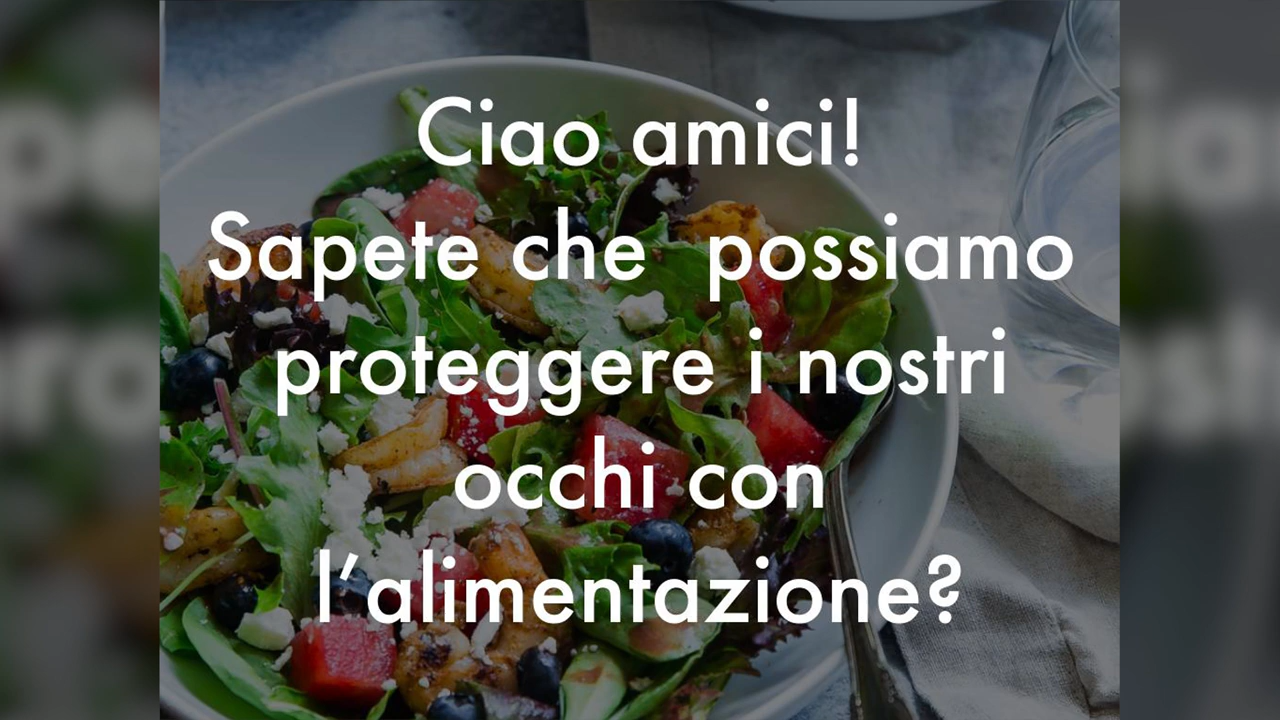 Ciao amici!
Sapete che  possiamo
proteggere i nostri
occhi con
l’alimentazione?